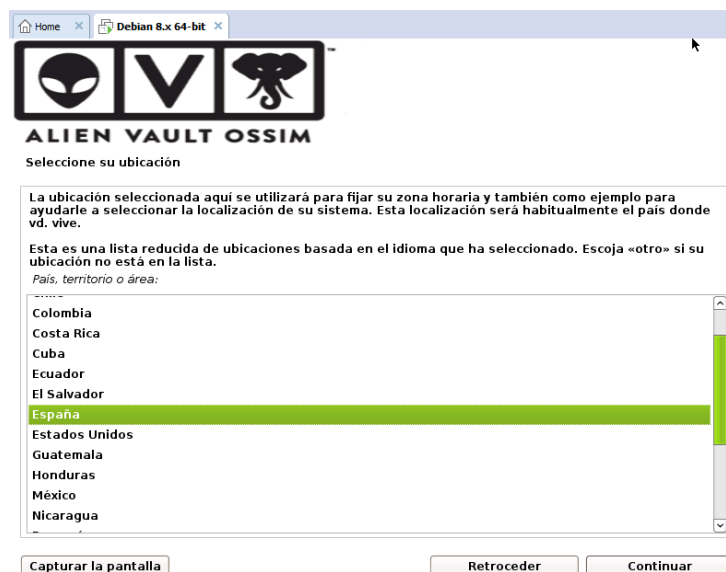 Home
Debian 8.x 64-bit
V
™
ALIEN VAULT OSSIM
Seleccione su ubicación
La ubicación seleccionada aquí se utilizará para fijar su zona horaria y también como ejemplo para
ayudarle a seleccionar la localización de su sistema. Esta localización será habitualmente el país donde
vd. vive.
Esta es una lista reducida de ubicaciones basada en el idioma que ha seleccionado. Escoja «otro» si su
ubicación no está en la lista.
País, territorio o área:
Colombia
Costa Rica
Cuba
Ecuador
El Salvador
España
Estados Unidos
Guatemala
Honduras
México
Nicaragua
Capturar la pantalla
Retroceder
Continuar